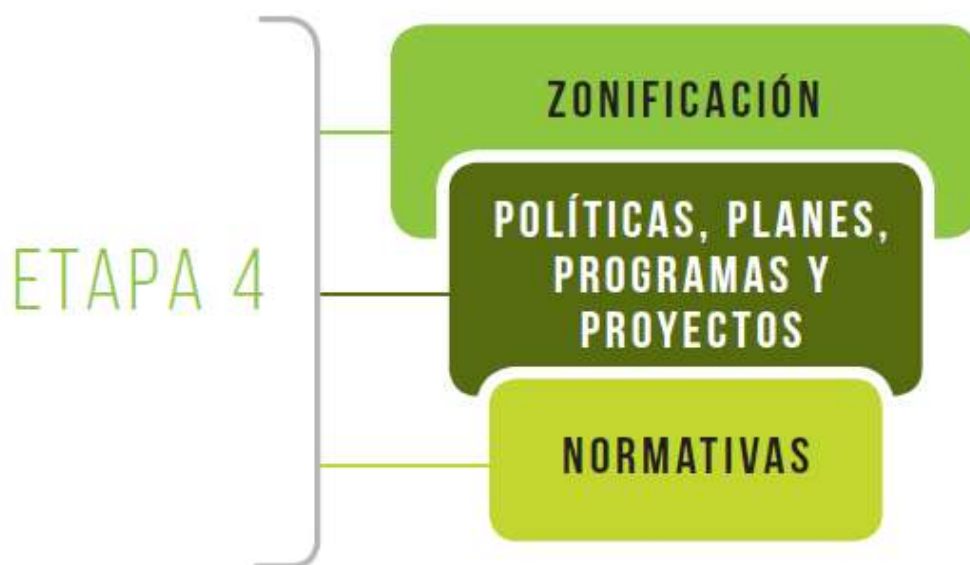 ETAPA 4
ZONIFICACIÓN
POLÍTICAS, PLANES,
PROGRAMAS Y
PROYECTOS
NORMATIVAS